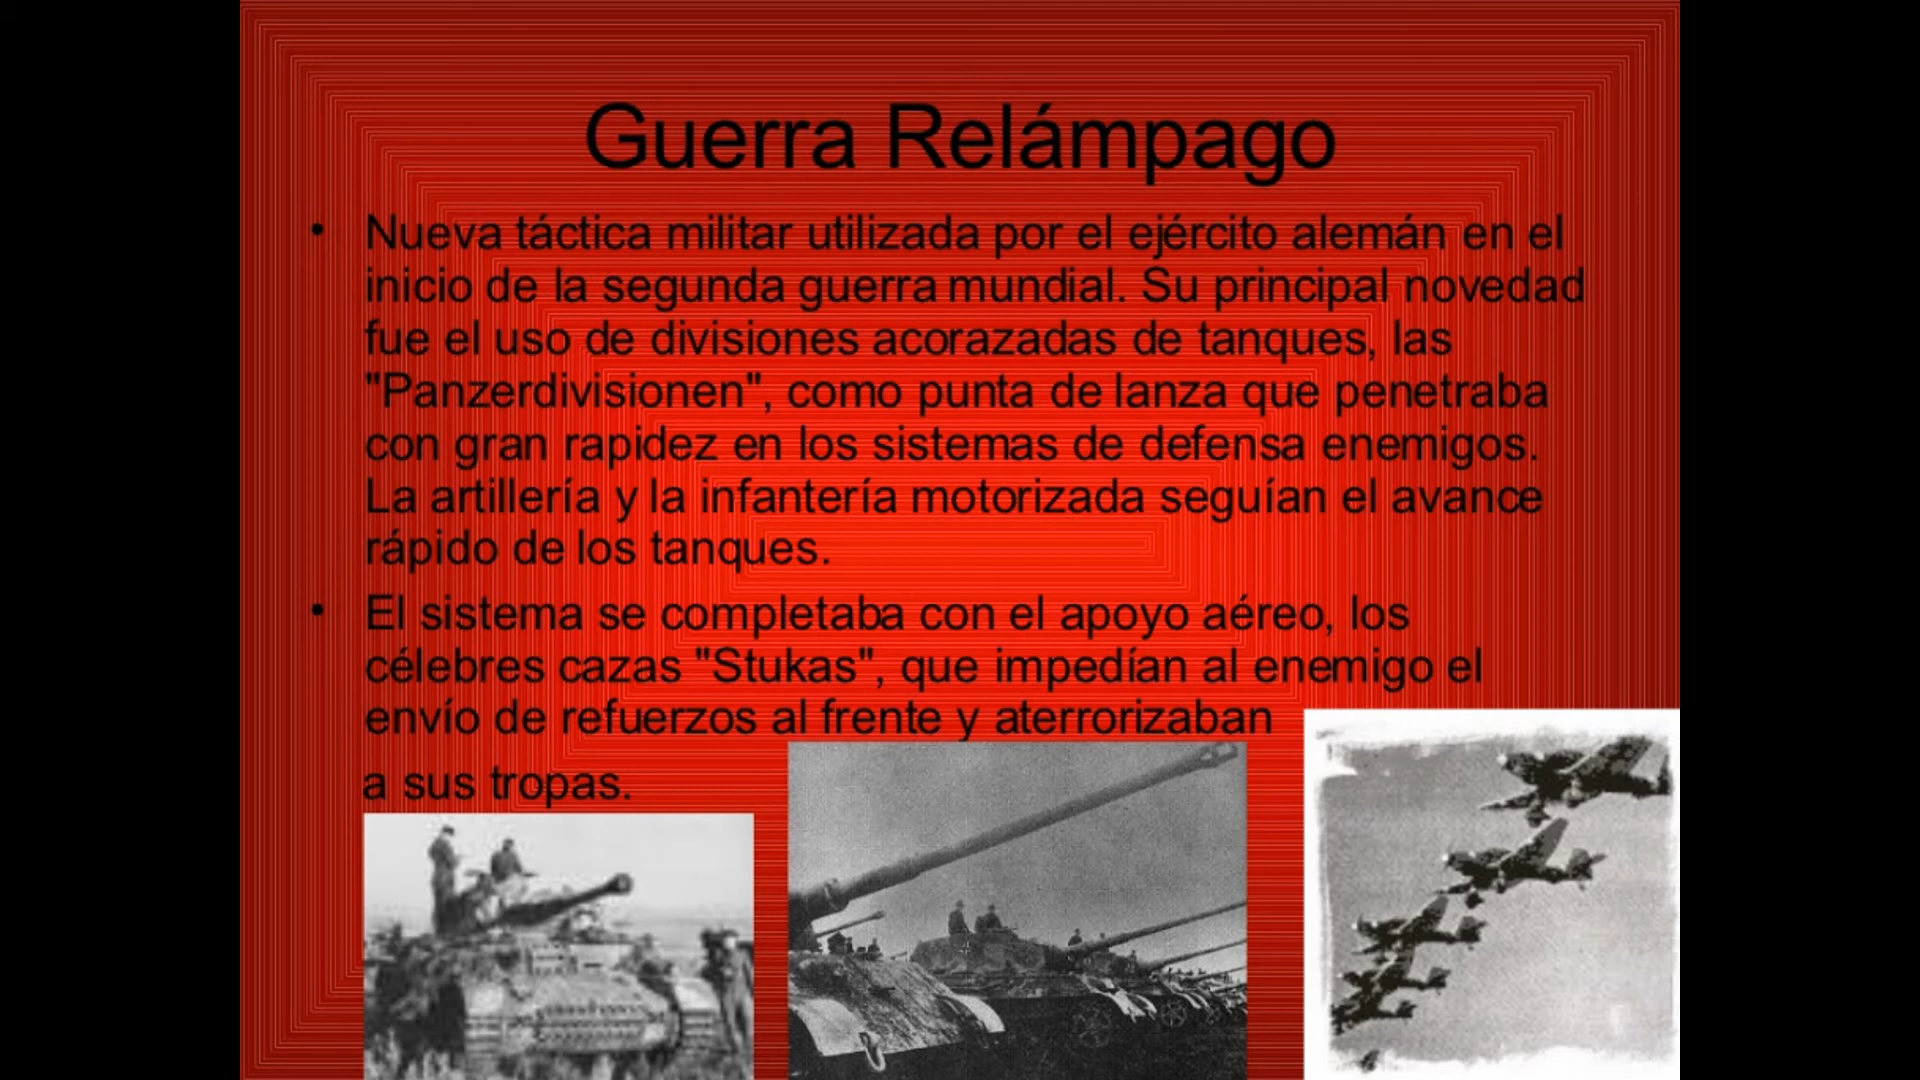 Guerra Relámpago
• Nueva táctica militar utilizada por el ejército alemán en el
inicio de la segunda guerra mundial. Su principal novedad
fue el uso de divisiones acorazadas de tanques, las
"Panzerdivisionen", como punta de lanza que penetraba
con gran rapidez en los sistemas de defensa enemigos.
La artillería y la infantería motorizada seguían el avance
rápido de los tanques.
• El sistema se completaba con el apoyo aéreo, los
célebres cazas "Stukas", que impedían al enemigo el
envío de refuerzos al frente y aterrorizaban
a sus tropas.